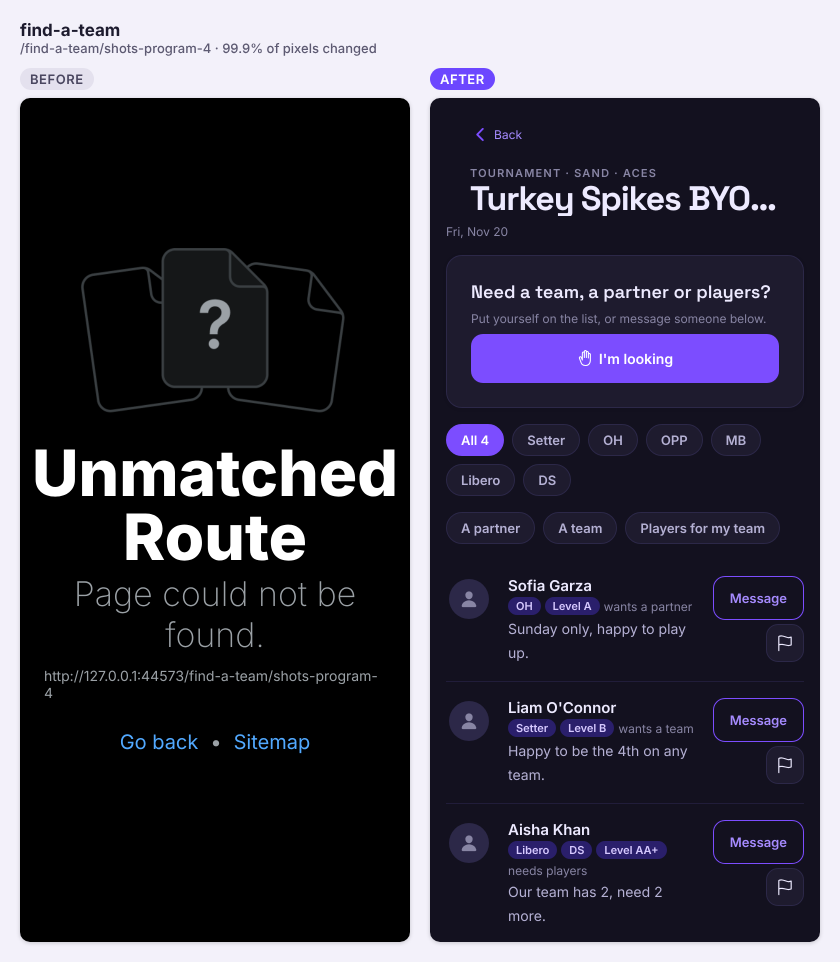 find-a-team
/find-a-team/shots-program-4 · 99.9% of pixels changed
BEFORE
?
Unmatched
Route
Page could not be
found.
http://127.0.0.1:44573/find-a-team/shots-program-
4
Go back • Sitemap
AFTER
Back
TOURNAMENT · SAND · ACES
Turkey Spikes BYO...
Fri, Nov 20
Need a team, a partner or players?
Put yourself on the list, or message someone below.
I'm looking
All 4
Setter
OH
OPP
MB
Libero
DS
A partner
A team
Players for my team
Sofia Garza
OH Level A wants a partner
Sunday only, happy to play
up.
Message
Liam O'Connor
Setter Level B wants a team
Happy to be the 4th on any
team.
Message
Aisha Khan
Libero DS Level AA+
needs players
Our team has 2, need 2
more.
Message